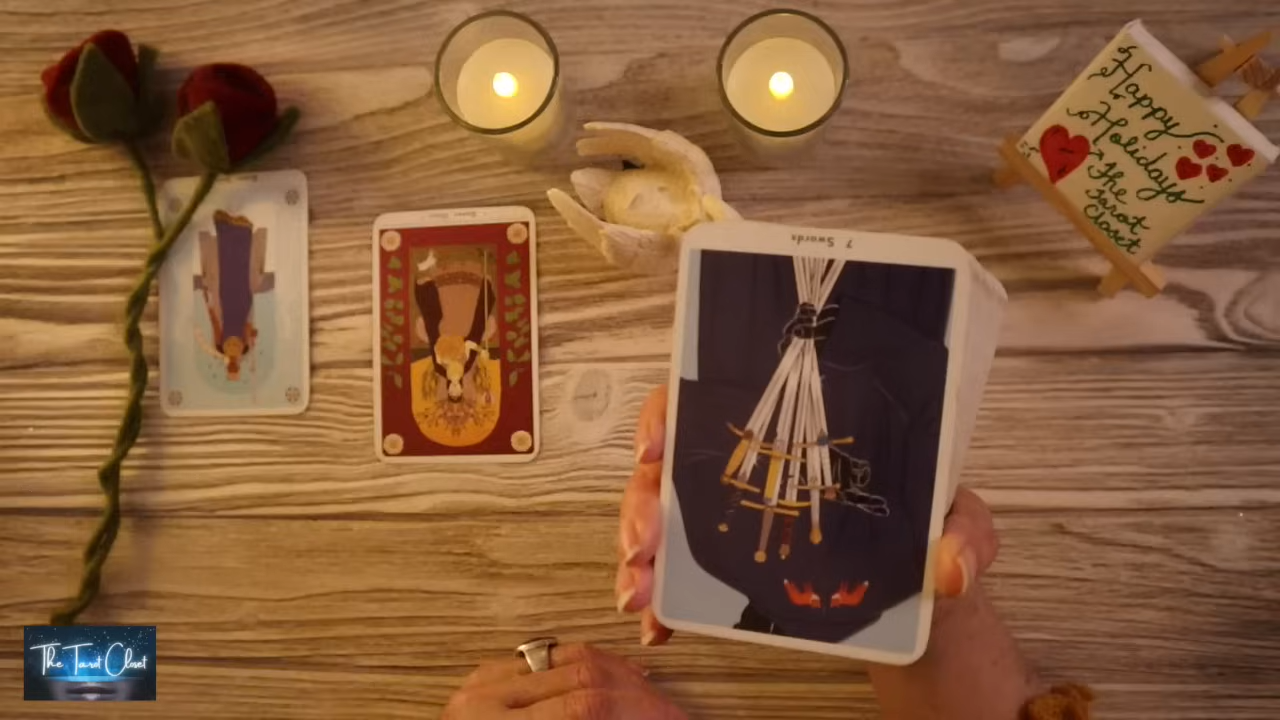 Happy
Holidays
The
Tarot
Closet
7 Swords
The Tarot Closet